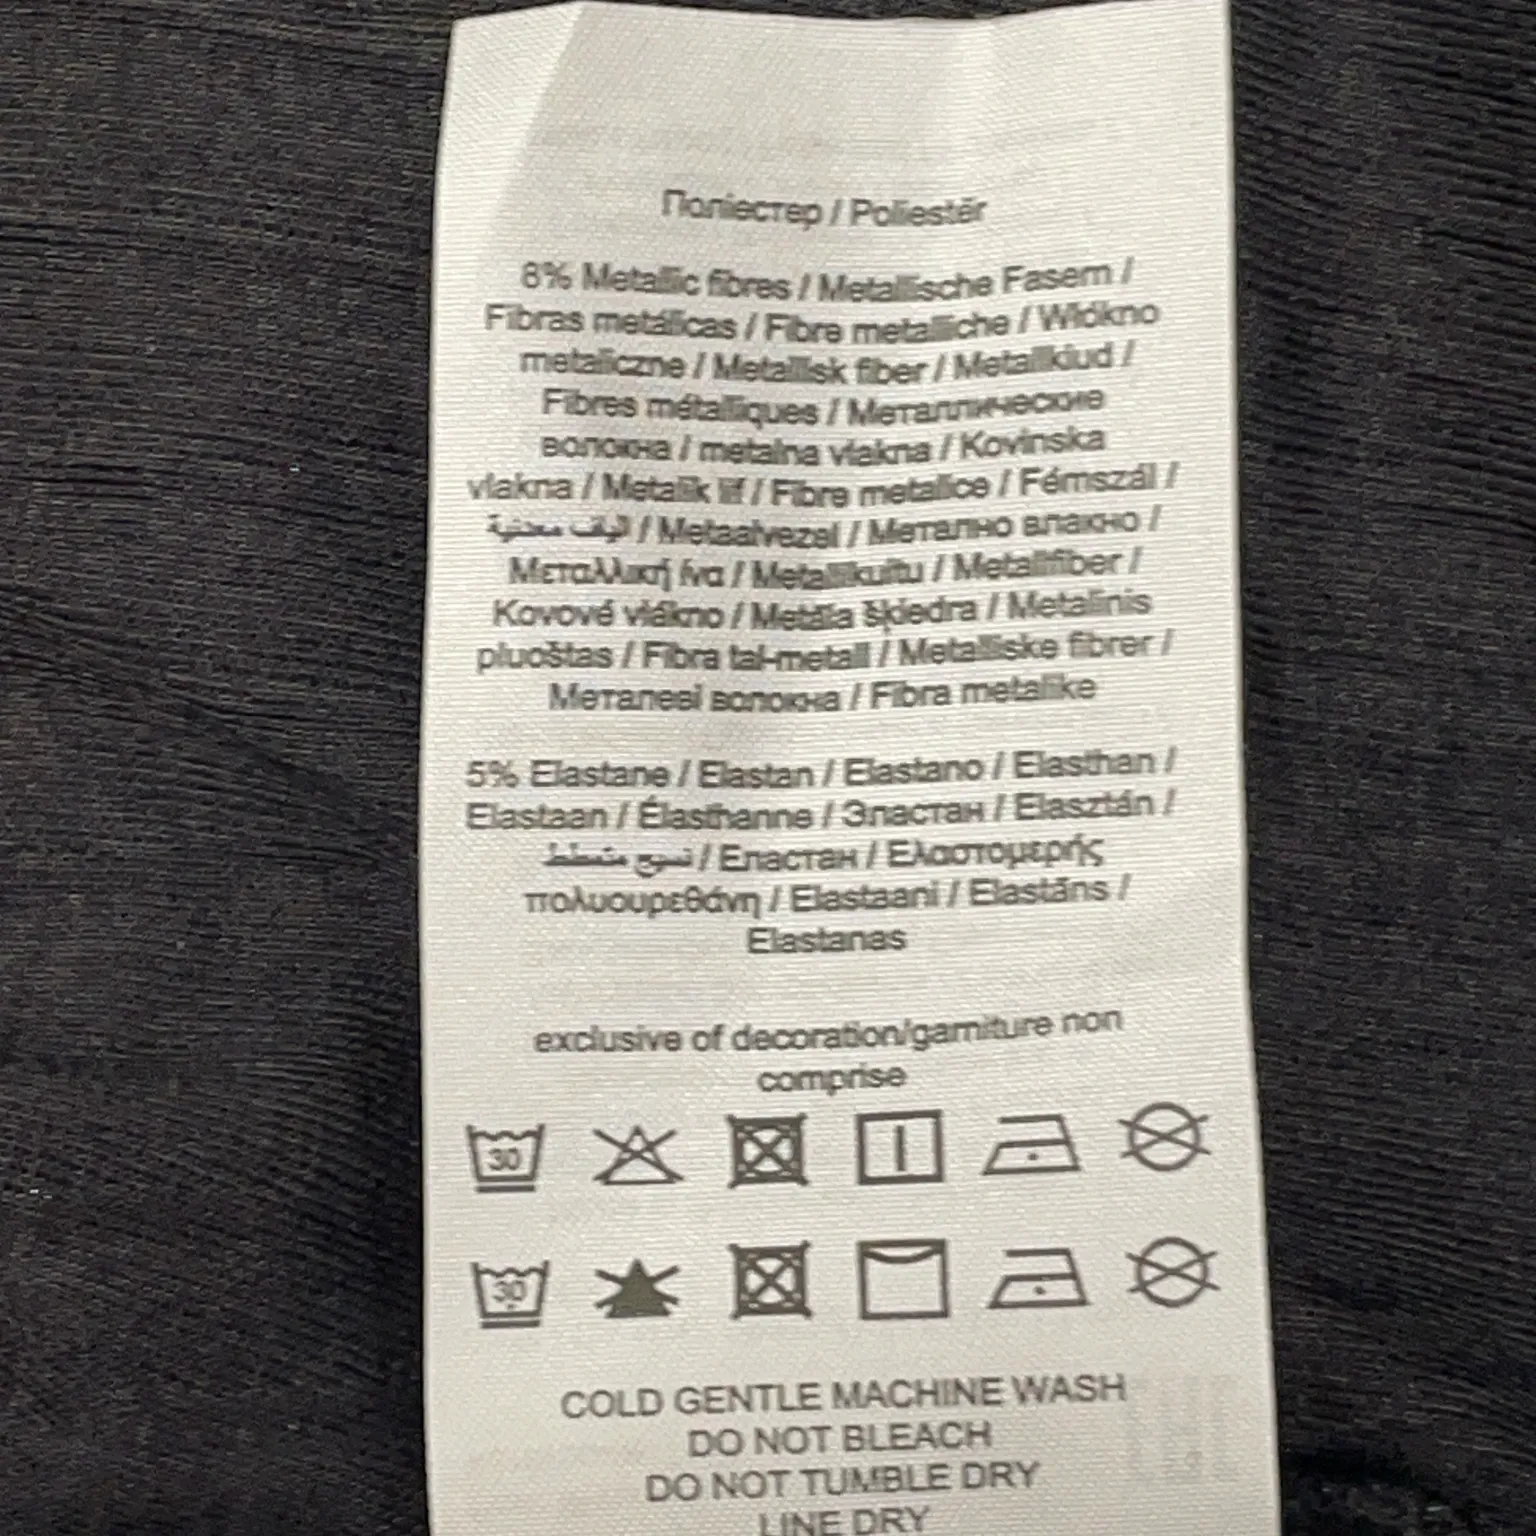 Поліестер / Poliestër
8% Metallic fibres / Metallische Fasern /
Fibras metálicas / Fibre metalliche / Włókno
metaliczne / Metallisk fiber / Metallikiud /
Fibres métalliques / Металлические
волокна / metalna vlakna / Kovinska
vlakna / Metalik lif / Fibre metalice / Fémszál /
ألياف معدنية / Metaalvezel / Метално влакно /
Μεταλλική ίνα / Metallikuitu / Metallfiber /
Kovové vlákno / Metāla šķiedra / Metalinis
pluoštas / Fibra tal-metall / Metalliske fibrer /
Металеві волокна / Fibra metalike
5% Elastane / Elastan / Elastano / Elasthan /
Elastaan / Élasthanne / Эластан / Elasztán /
نسيج متمطط / Еластан / Ελαστομερής
πολυουρεθάνη / Elastaani / Elastāns /
Elastanas
exclusive of decoration/garniture non
comprise
30
30
COLD GENTLE MACHINE WASH
DO NOT BLEACH
DO NOT TUMBLE DRY
LINE DRY